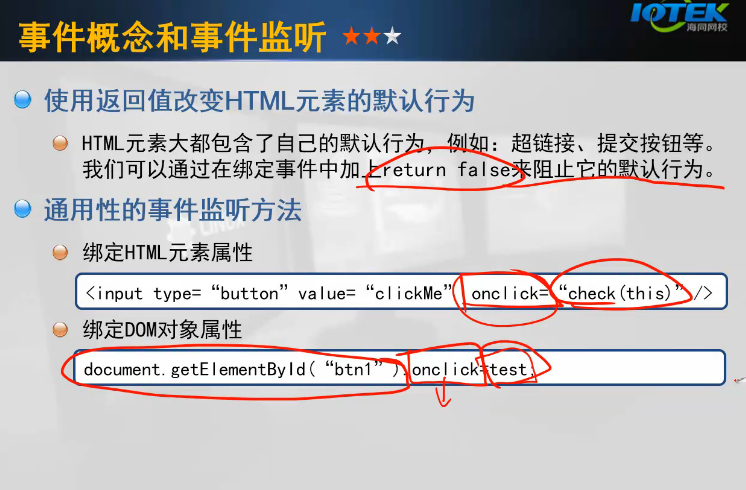 事件概念和事件监听
IOTEK
海同网校
使用返回值改变HTML元素的默认行为
HTML元素大都包含了自己的默认行为，例如：超链接、提交按钮等。
我们可以通过在绑定事件中加上return false来阻止它的默认行为。
通用性的事件监听方法
绑定HTML元素属性
<input type=“button”value=“clickMe” onclick=“check(this)”/>
绑定DOM对象属性
document.getElementById(“btn1”).onclick=test;